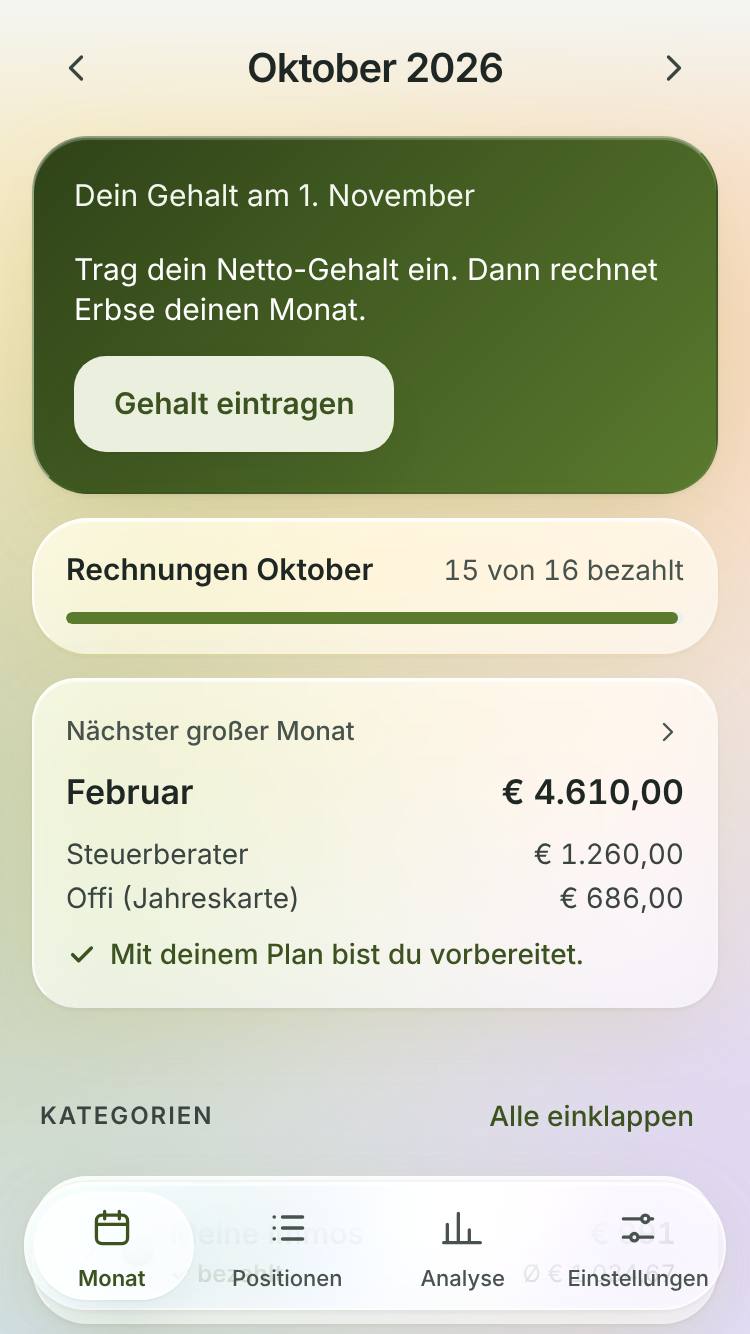 Oktober 2026
Dein Gehalt am 1. November
Trag dein Netto-Gehalt ein. Dann rechnet
Erbse deinen Monat.
Gehalt eintragen
Rechnungen Oktober 15 von 16 bezahlt
Nächster großer Monat
Februar € 4.610,00
Steuerberater € 1.260,00
Offi (Jahreskarte) € 686,00
Mit deinem Plan bist du vorbereitet.
KATEGORIEN Alle einklappen
Monat Positionen Analyse Einstellungen